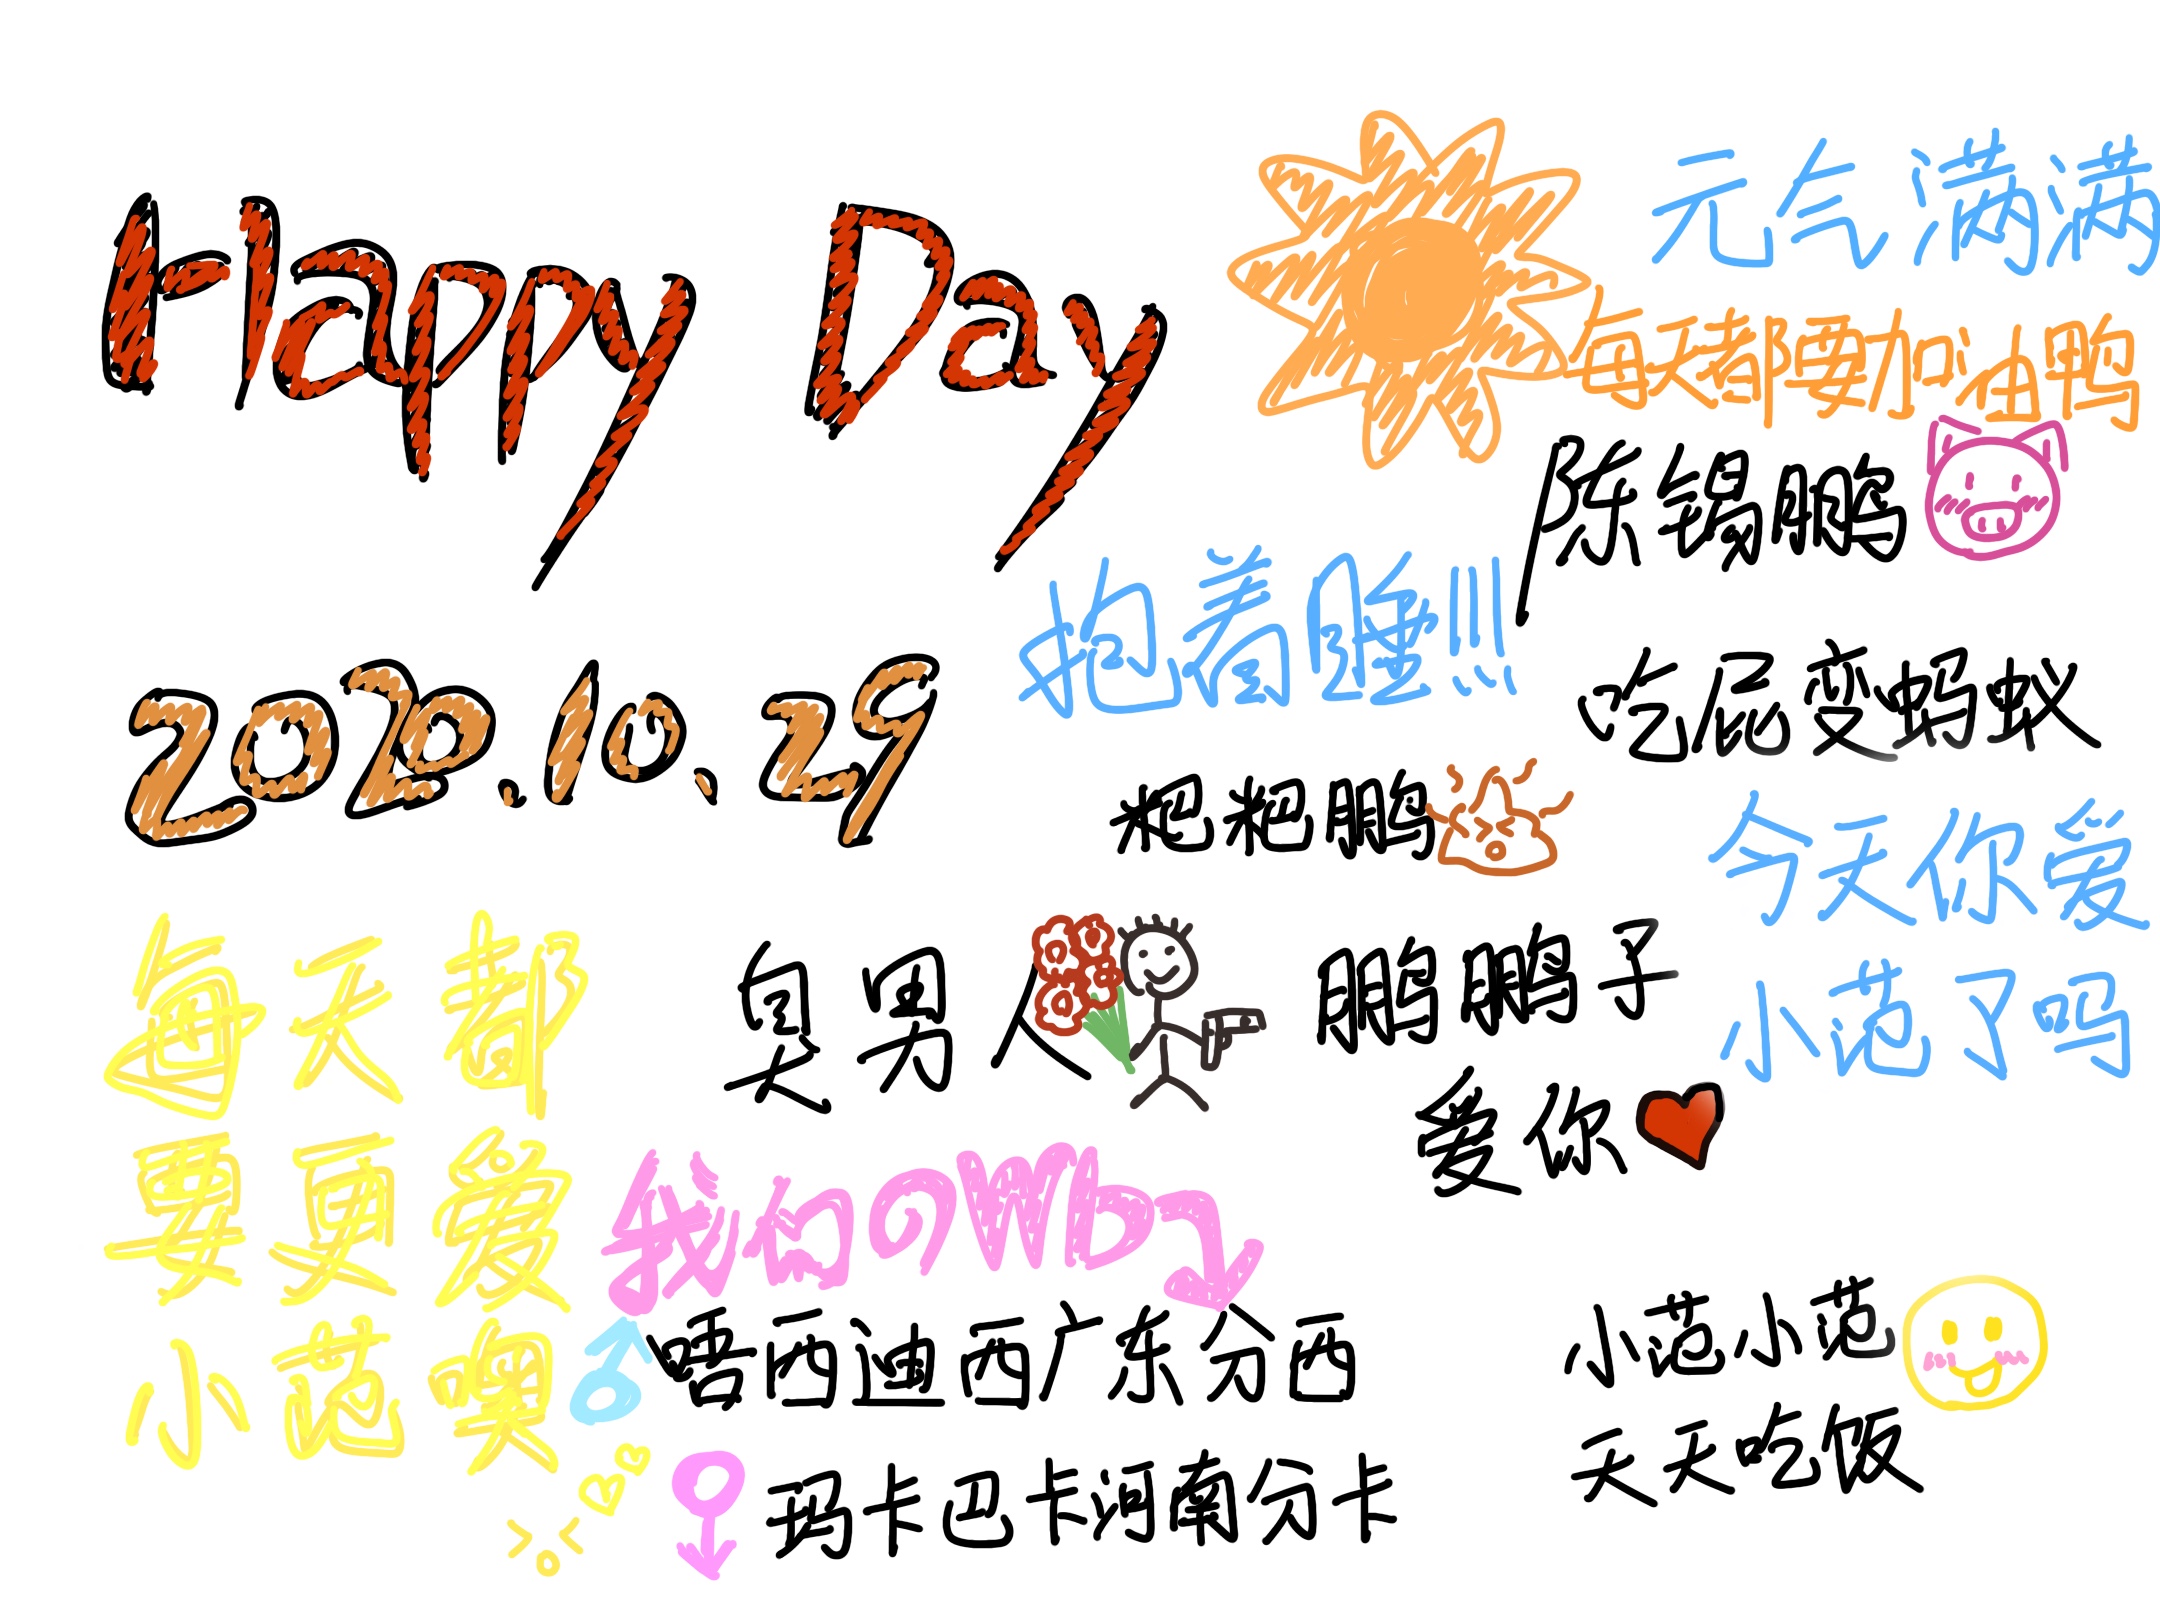 Happy Day
元气满满
每天都要加油鸭
陈锡鹏
抱着睡!!!
吃屁变蚂蚁
2020.10.29
粑粑鹏
今天你爱
小范了吗
每天都
要更爱
小范噢
臭男人
鹏鹏子
爱你
我们
唔西迪西广东分西
玛卡巴卡河南分卡
小范小范
天天吃饭